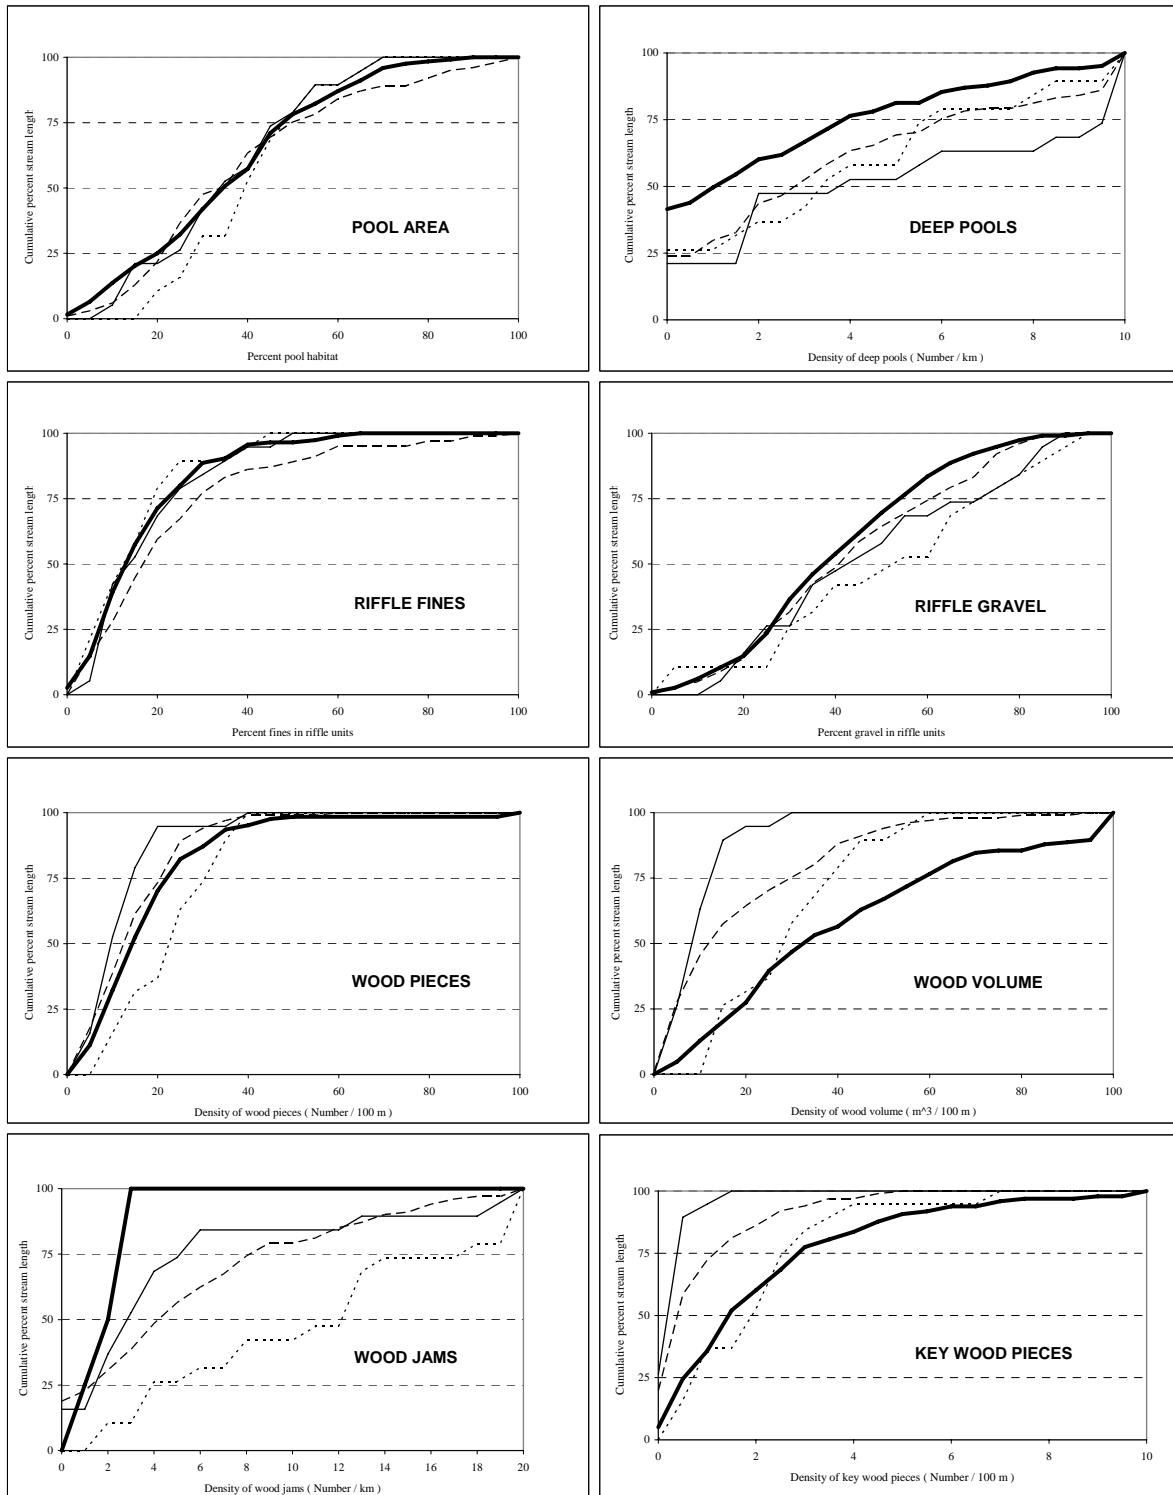 Cumulative percent stream length
100
75
50
25
0
POOL AREA
0 20 40 60 80 100
Percent pool habitat
Cumulative percent stream length
100
75
50
25
0
DEEP POOLS
0 2 4 6 8 10
Density of deep pools ( Number / km )
Cumulative percent stream length
100
75
50
25
0
RIFFLE FINES
0 20 40 60 80 100
Percent fines in riffle units
Cumulative percent stream length
100
75
50
25
0
RIFFLE GRAVEL
0 20 40 60 80 100
Percent gravel in riffle units
Cumulative percent stream length
100
75
50
25
0
WOOD PIECES
0 20 40 60 80 100
Density of wood pieces ( Number / 100 m )
Cumulative percent stream length
100
75
50
25
0
WOOD VOLUME
0 20 40 60 80 100
Density of wood volume ( m^3 / 100 m )
Cumulative percent stream length
100
75
50
25
0
WOOD JAMS
0 2 4 6 8 10 12 14 16 18 20
Density of wood jams ( Number / km )
Cumulative percent stream length
100
75
50
25
0
KEY WOOD PIECES
0 2 4 6 8 10
Density of key wood pieces ( Number / 100 m )